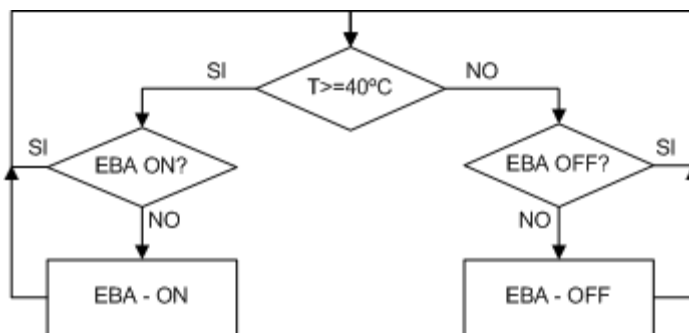 T>=40ºC
SI
NO
EBA ON?
SI
NO
EBA OFF?
SI
NO
EBA - ON
EBA - OFF